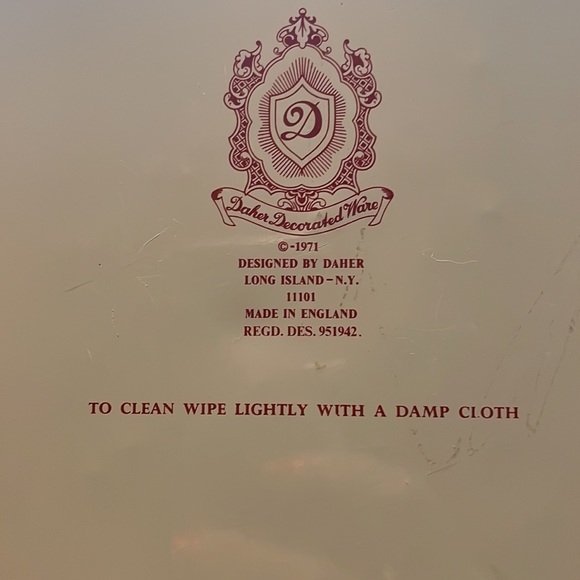 D
Daher Decorated Ware
©-1971
DESIGNED BY DAHER
LONG ISLAND-N.Y.
11101
MADE IN ENGLAND
REGD. DES. 951942.
TO CLEAN WIPE LIGHTLY WITH A DAMP CLOTH